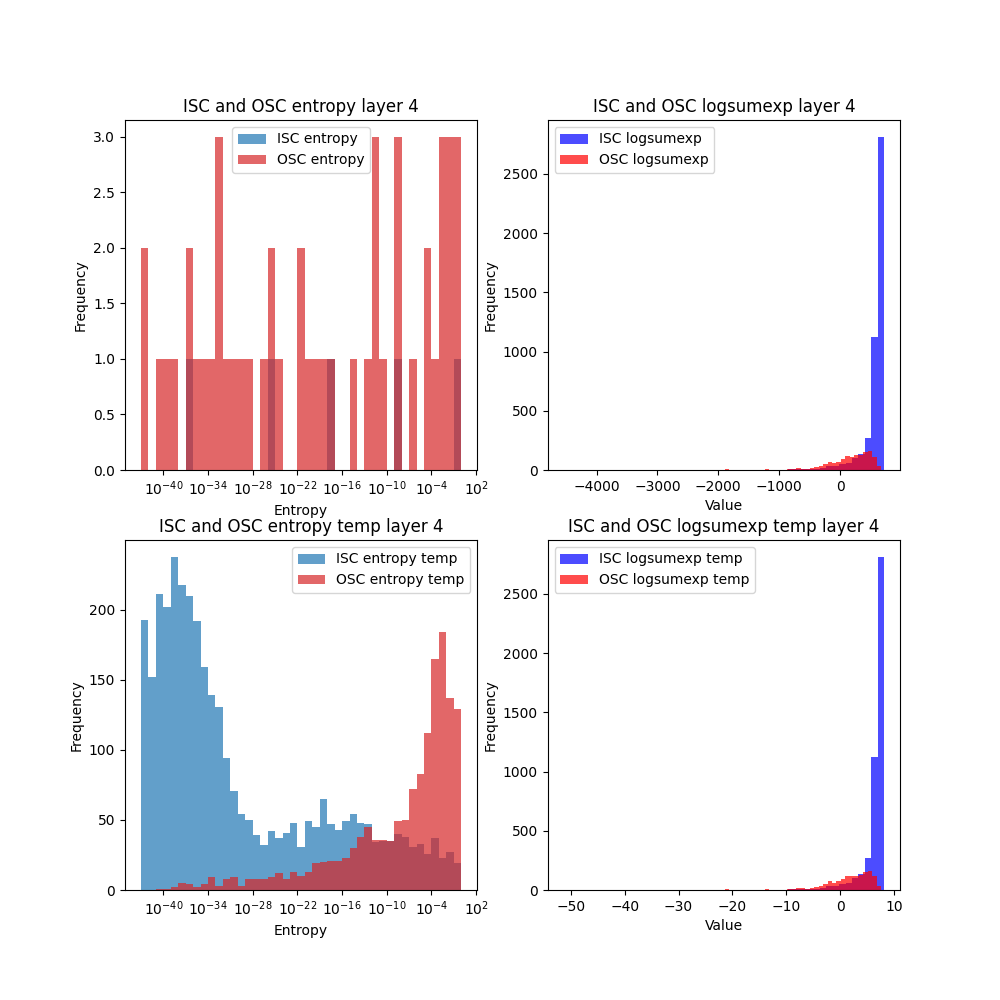 ISC and OSC entropy layer 4
ISC entropy
OSC entropy
Frequency
3.0
2.5
2.0
1.5
1.0
0.5
0.0
10^-40 10^-34 10^-28 10^-22 10^-16 10^-10 10^-4 10^2
Entropy
ISC and OSC logsumexp layer 4
ISC logsumexp
OSC logsumexp
Frequency
2500
2000
1500
1000
500
0
−4000 −3000 −2000 −1000 0
Value
ISC and OSC entropy temp layer 4
ISC entropy temp
OSC entropy temp
Frequency
200
150
100
50
0
10^-40 10^-34 10^-28 10^-22 10^-16 10^-10 10^-4 10^2
Entropy
ISC and OSC logsumexp temp layer 4
ISC logsumexp temp
OSC logsumexp temp
Frequency
2500
2000
1500
1000
500
0
−50 −40 −30 −20 −10 0 10
Value